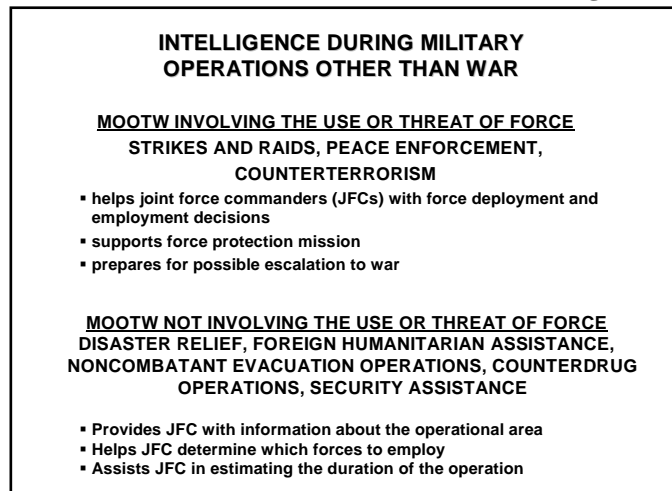 INTELLIGENCE DURING MILITARY
OPERATIONS OTHER THAN WAR
MOOTW INVOLVING THE USE OR THREAT OF FORCE
STRIKES AND RAIDS, PEACE ENFORCEMENT,
COUNTERTERRORISM
▪ helps joint force commanders (JFCs) with force deployment and
employment decisions
▪ supports force protection mission
▪ prepares for possible escalation to war
MOOTW NOT INVOLVING THE USE OR THREAT OF FORCE
DISASTER RELIEF, FOREIGN HUMANITARIAN ASSISTANCE,
NONCOMBATANT EVACUATION OPERATIONS, COUNTERDRUG
OPERATIONS, SECURITY ASSISTANCE
▪ Provides JFC with information about the operational area
▪ Helps JFC determine which forces to employ
▪ Assists JFC in estimating the duration of the operation